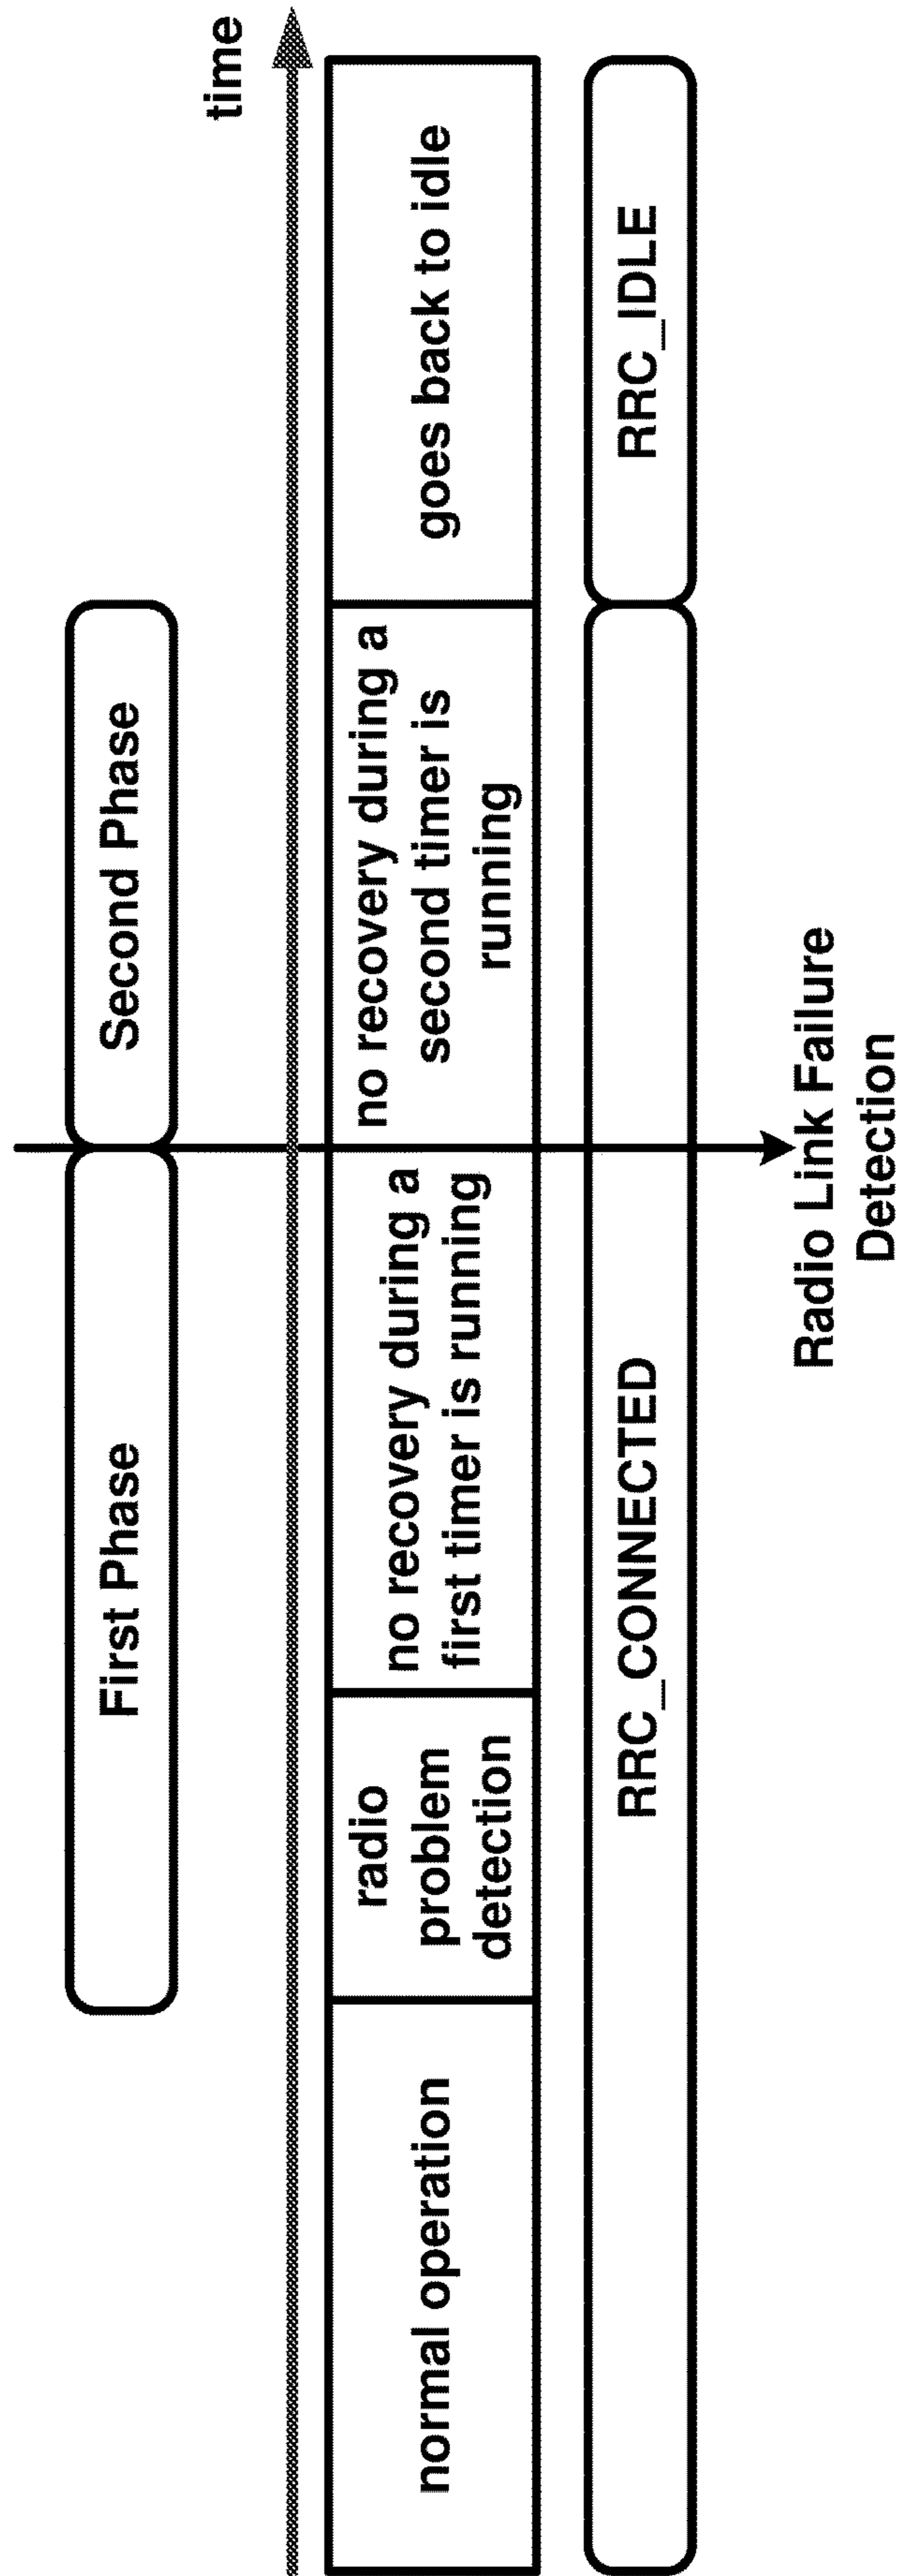 First Phase
Second Phase
time
normal operation
radio
problem
detection
no recovery during a
first timer is running
no recovery during a
second timer is
running
goes back to idle
RRC_CONNECTED
RRC_IDLE
Radio Link Failure
Detection